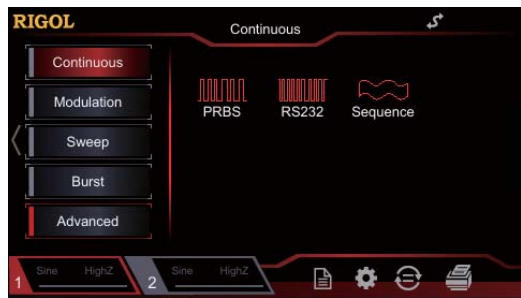 RIGOL
Continuous
Continuous
Modulation
Sweep
Burst
Advanced
PRBS RS232 Sequence
1 Sine HighZ 2 Sine HighZ